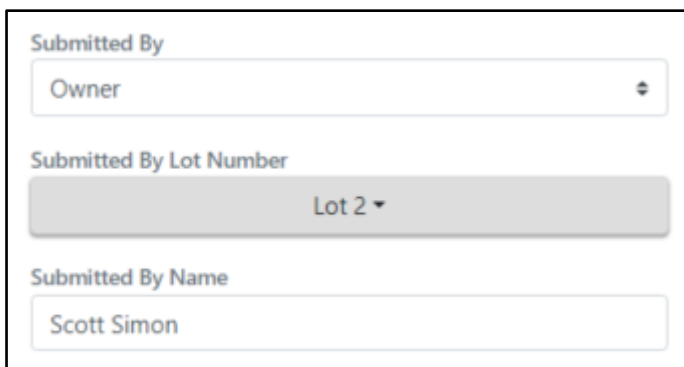 Submitted By
Owner
Submitted By Lot Number
Lot 2
Submitted By Name
Scott Simon